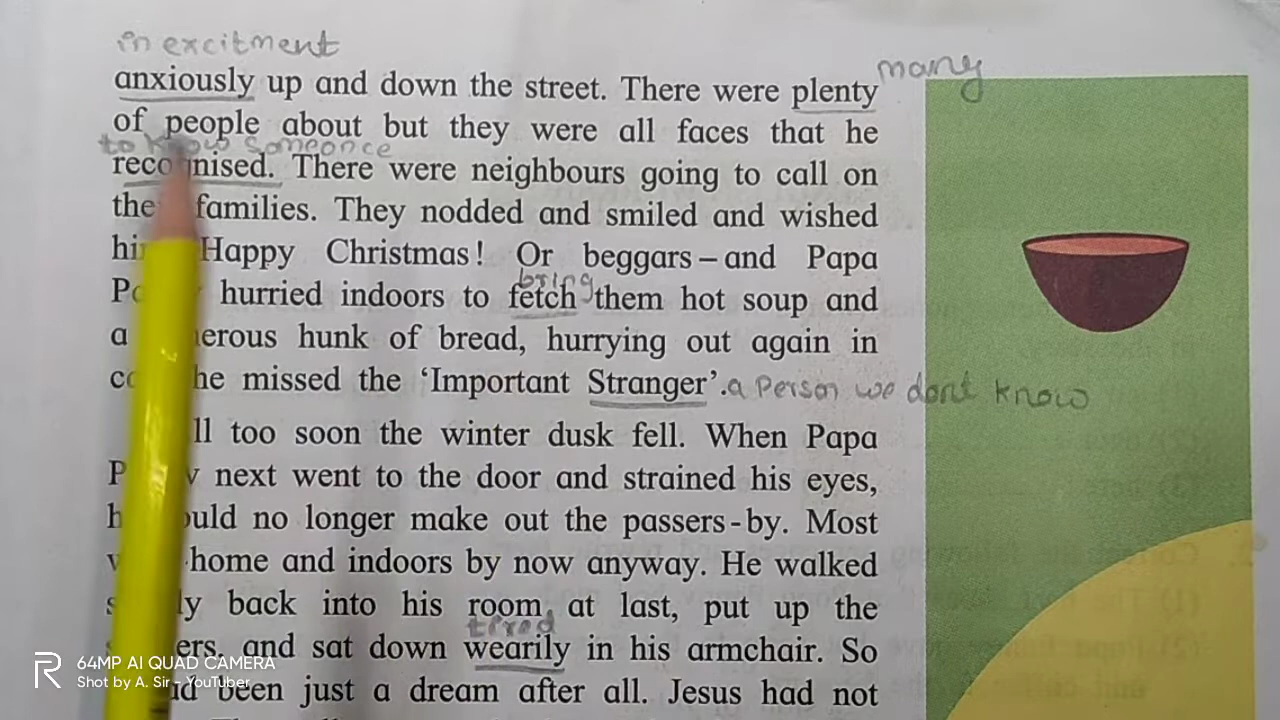 in excitment
anxiously up and down the street. There were plenty many
of people about but they were all faces that he
to know someonce
recognised. There were neighbours going to call on
the families. They nodded and smiled and wished
Happy Christmas! Or beggars – and Papa
bring
hurried indoors to fetch them hot soup and
a hunk of bread, hurrying out again in
he missed the ‘Important Stranger’. a Person we dont know
too soon the winter dusk fell. When Papa
next went to the door and strained his eyes,
no longer make out the passers-by. Most
home and indoors by now anyway. He walked
back into his room, at last, put up the
tired
and sat down wearily in his armchair. So
been just a dream after all. Jesus had not
64MP AI QUAD CAMERA
Shot by A. Sir - YouTuber